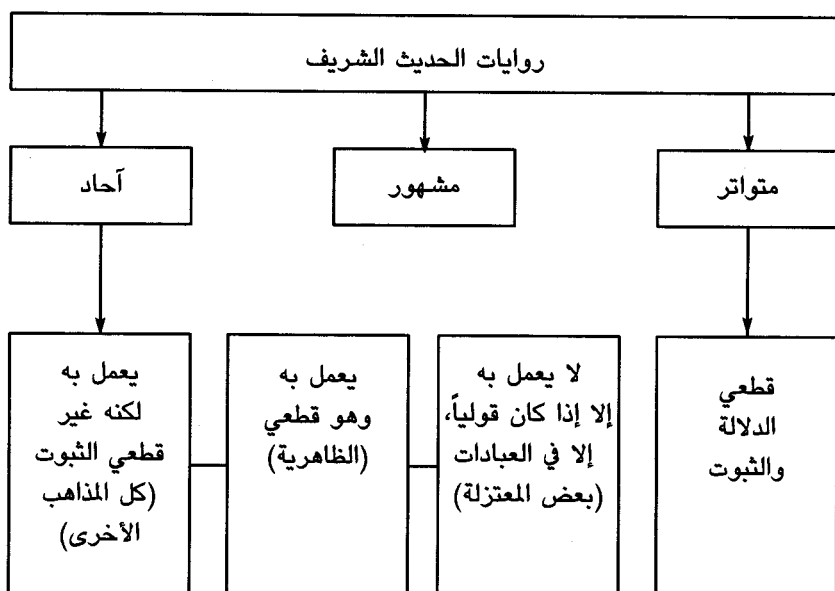 روايات الحديث الشريف
متواتر
مشهور
آحاد
قطعي
الدلالة
والثبوت
لا يعمل به
إلا إذا كان قولياً،
إلا في العبادات
(بعض المعتزلة)
يعمل به
وهو قطعي
(الظاهرية)
يعمل به
لكنه غير
قطعي الثبوت
(كل المذاهب
الأخرى)